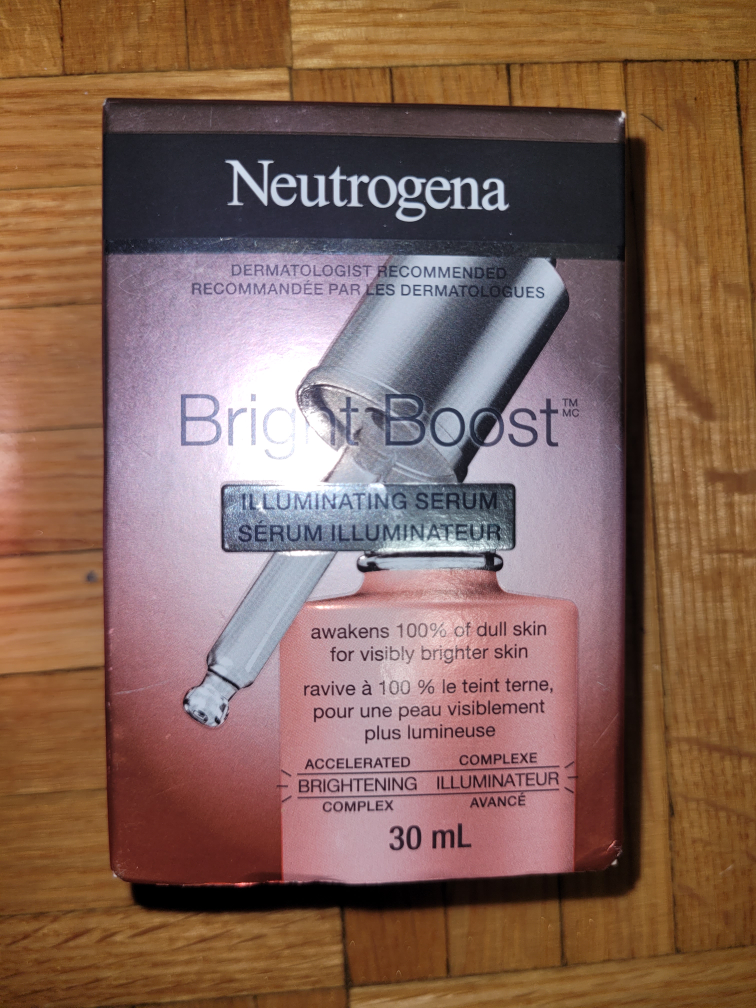 Neutrogena
DERMATOLOGIST RECOMMENDED
RECOMMANDÉE PAR LES DERMATOLOGUES
Bright Boost™ MC
ILLUMINATING SERUM
SÉRUM ILLUMINATEUR
awakens 100% of dull skin
for visibly brighter skin
ravive à 100 % le teint terne,
pour une peau visiblement
plus lumineuse
ACCELERATED
BRIGHTENING
COMPLEX
COMPLEXE
ILLUMINATEUR
AVANCÉ
30 mL